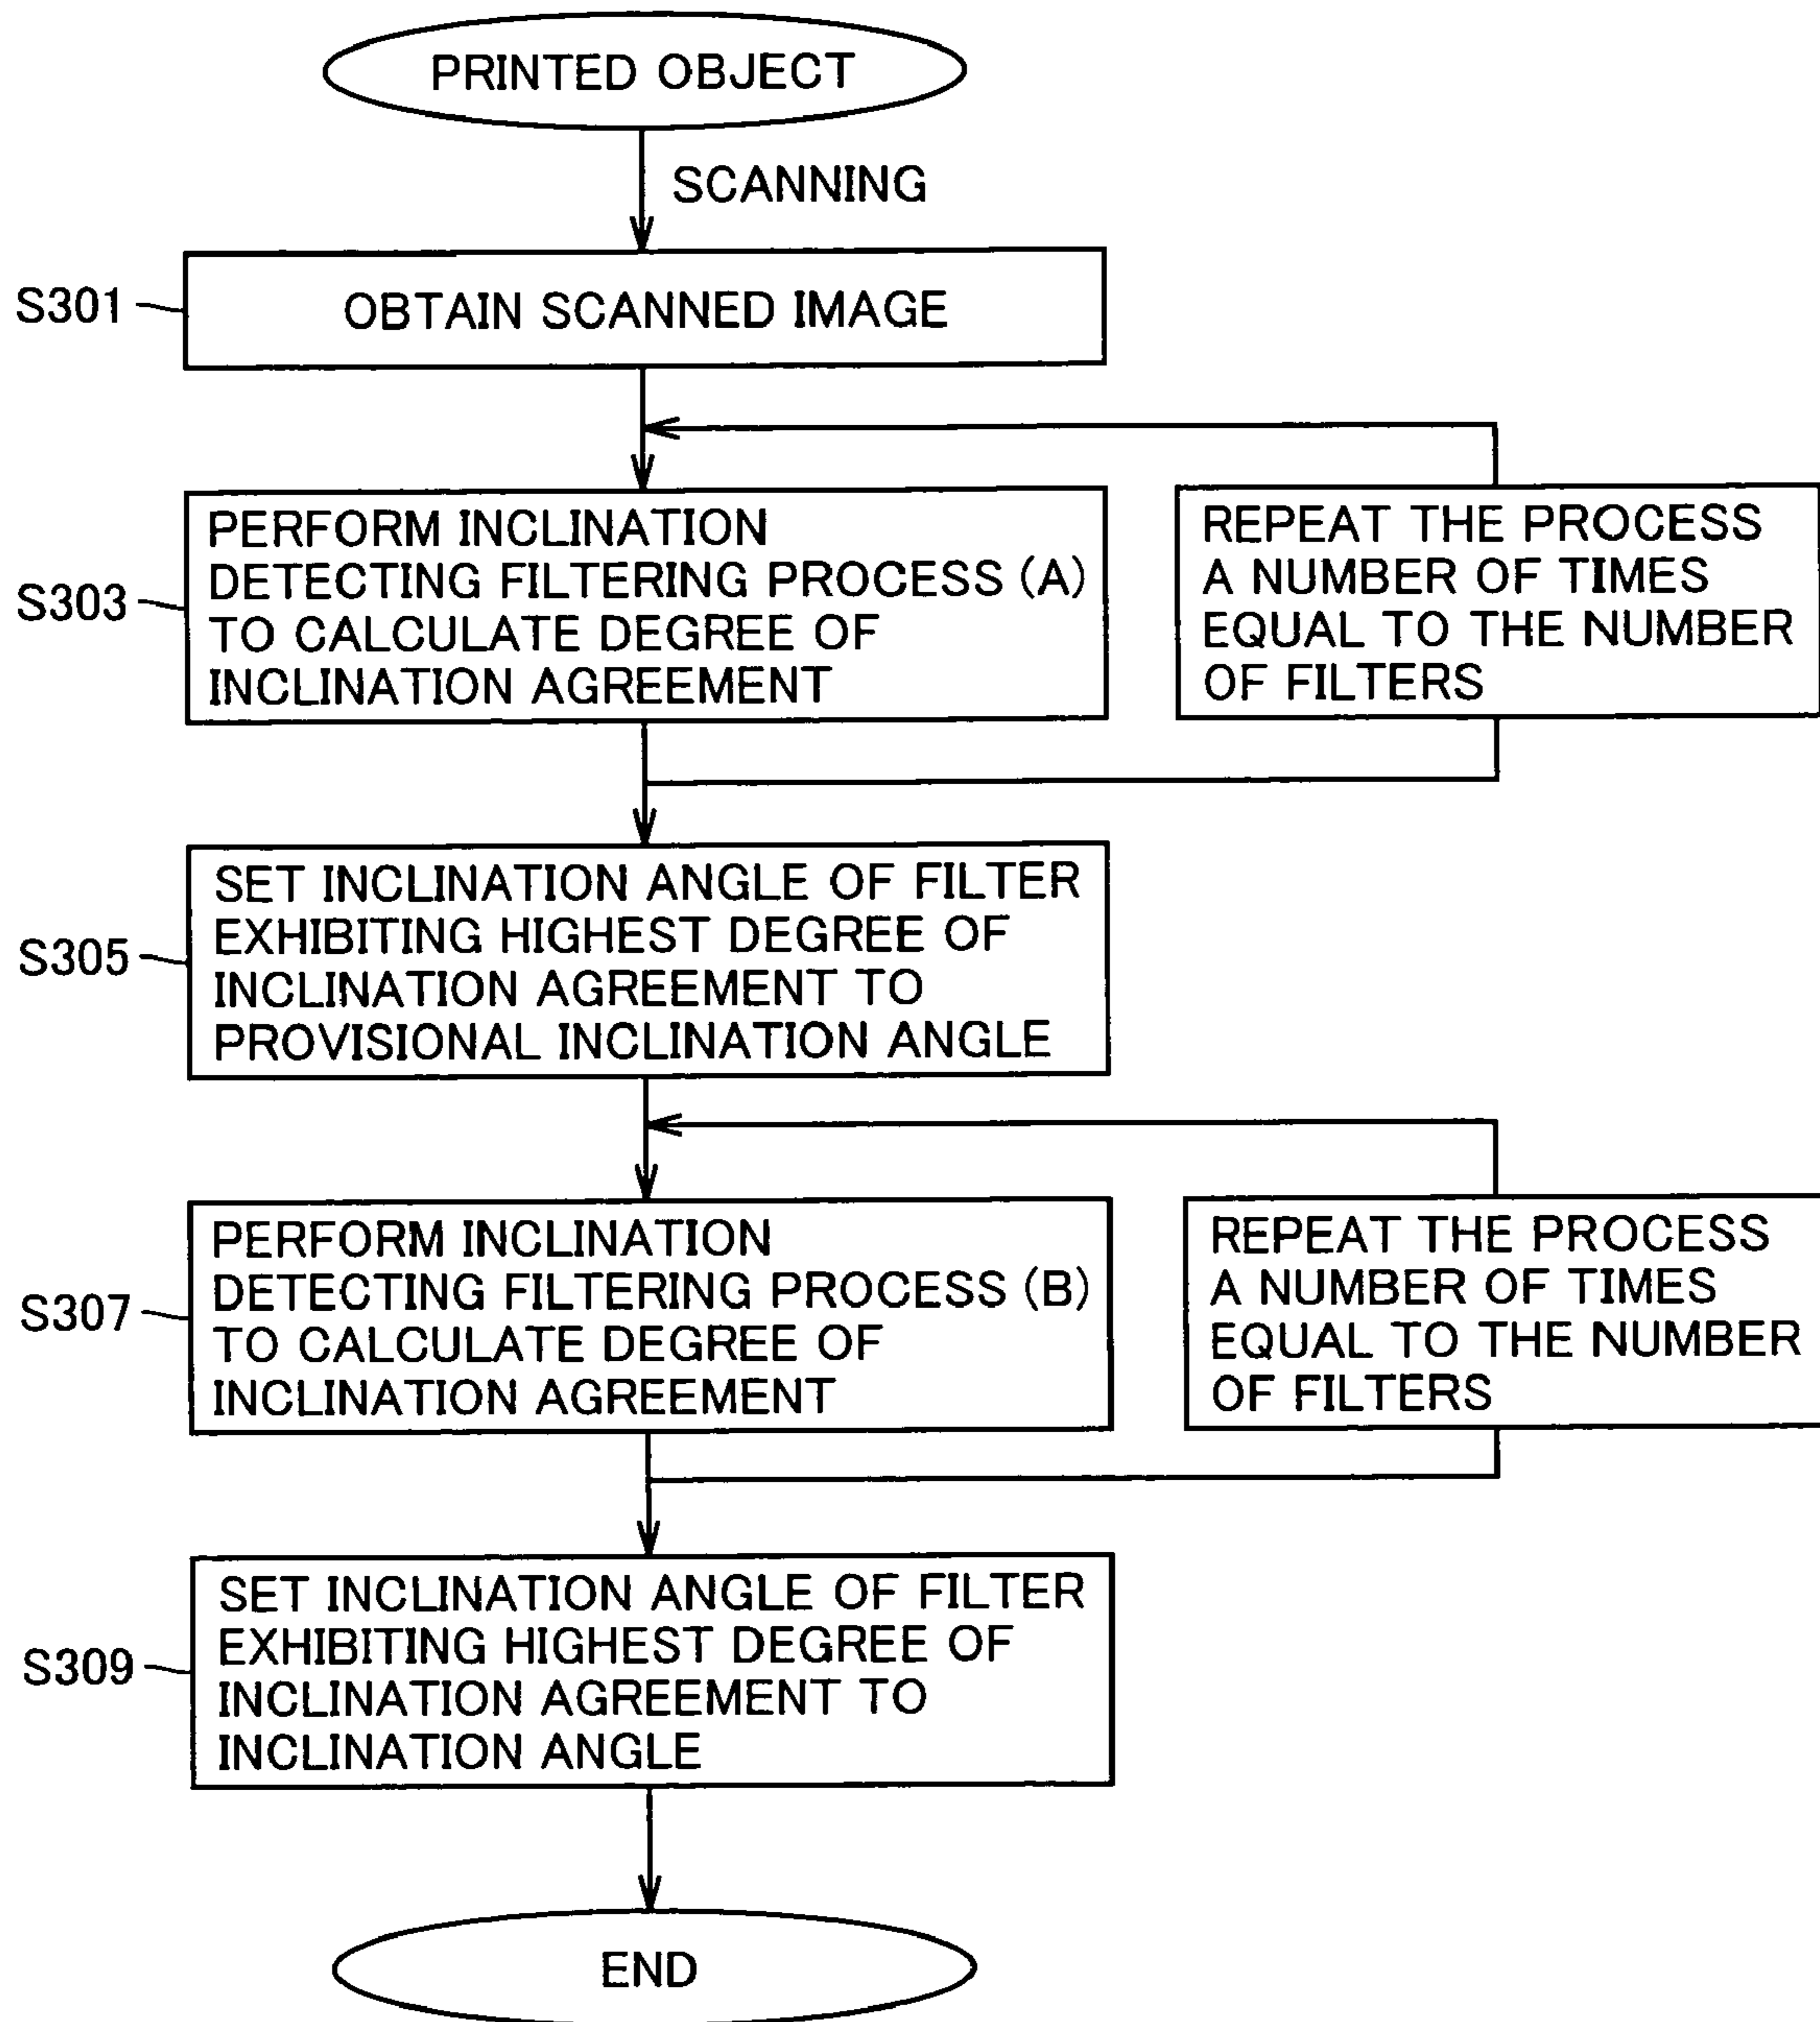 PRINTED OBJECT
SCANNING
S301
OBTAIN SCANNED IMAGE
S303
PERFORM INCLINATION
DETECTING FILTERING PROCESS (A)
TO CALCULATE DEGREE OF
INCLINATION AGREEMENT
REPEAT THE PROCESS
A NUMBER OF TIMES
EQUAL TO THE NUMBER
OF FILTERS
S305
SET INCLINATION ANGLE OF FILTER
EXHIBITING HIGHEST DEGREE OF
INCLINATION AGREEMENT TO
PROVISIONAL INCLINATION ANGLE
S307
PERFORM INCLINATION
DETECTING FILTERING PROCESS (B)
TO CALCULATE DEGREE OF
INCLINATION AGREEMENT
REPEAT THE PROCESS
A NUMBER OF TIMES
EQUAL TO THE NUMBER
OF FILTERS
S309
SET INCLINATION ANGLE OF FILTER
EXHIBITING HIGHEST DEGREE OF
INCLINATION AGREEMENT TO
INCLINATION ANGLE
END